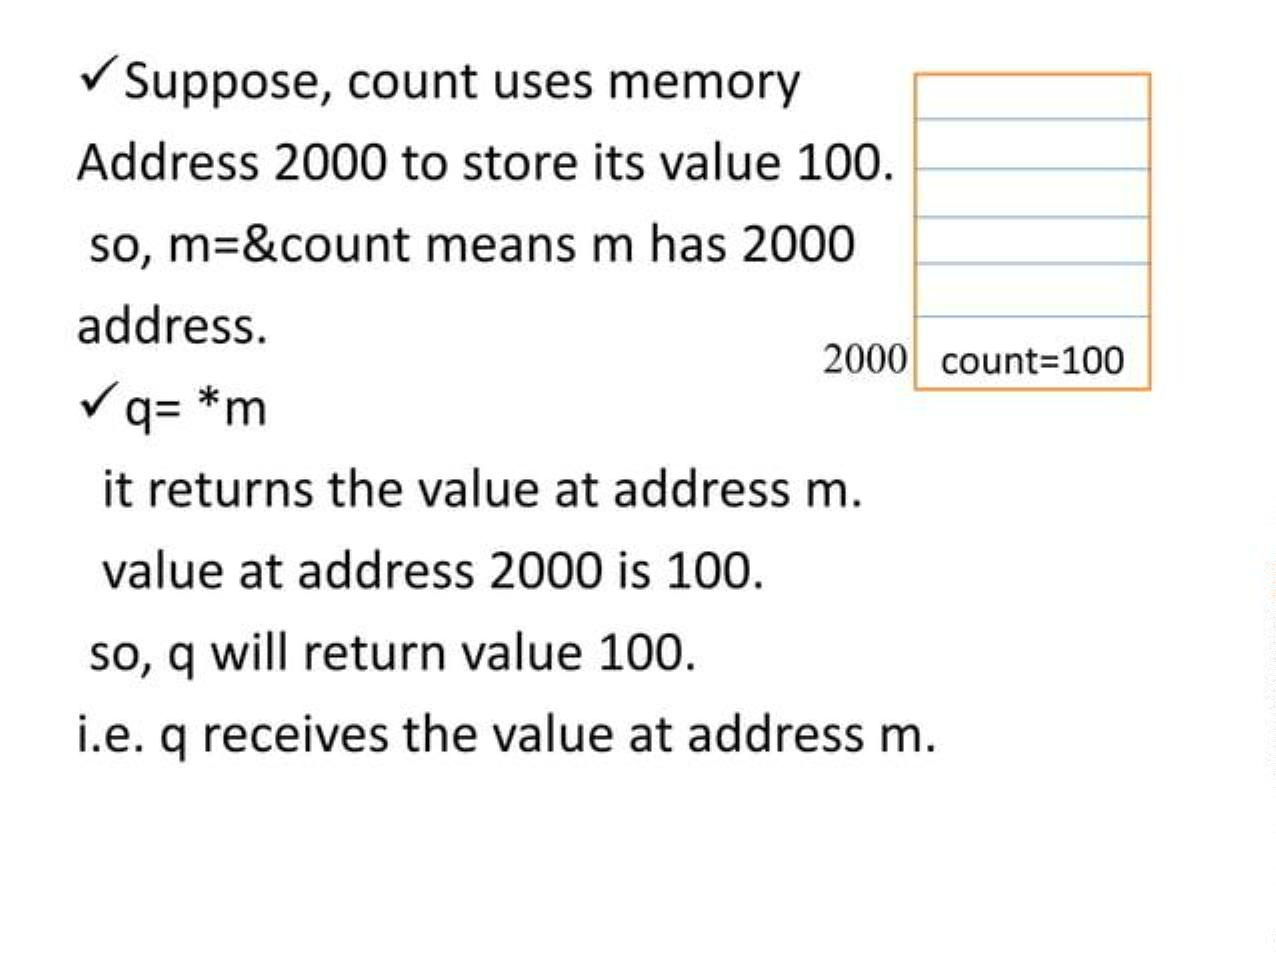 ✓Suppose, count uses memory
Address 2000 to store its value 100.
so, m=&count means m has 2000
address.
2000 count=100
✓q= *m
it returns the value at address m.
value at address 2000 is 100.
so, q will return value 100.
i.e. q receives the value at address m.